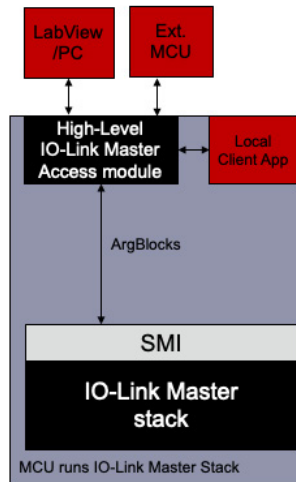 LabView
/PC
Ext.
MCU
High-Level
IO-Link Master
Access module
Local
Client App
ArgBlocks
SMI
IO-Link Master
stack
MCU runs IO-Link Master Stack